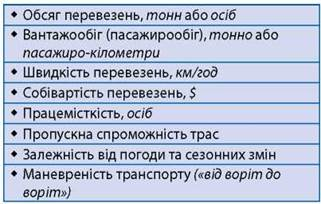 ◆ Обсяг перевезень, тонн або осіб
◆ Вантажообіг (пасажирообіг), тонно або
пасажиро-кілометри
◆ Швидкість перевезень, км/год
◆ Собівартість перевезень, $
◆ Працемісткість, осіб
◆ Пропускна спроможність трас
◆ Залежність від погоди та сезонних змін
◆ Маневреність транспорту («від воріт до
воріт»)